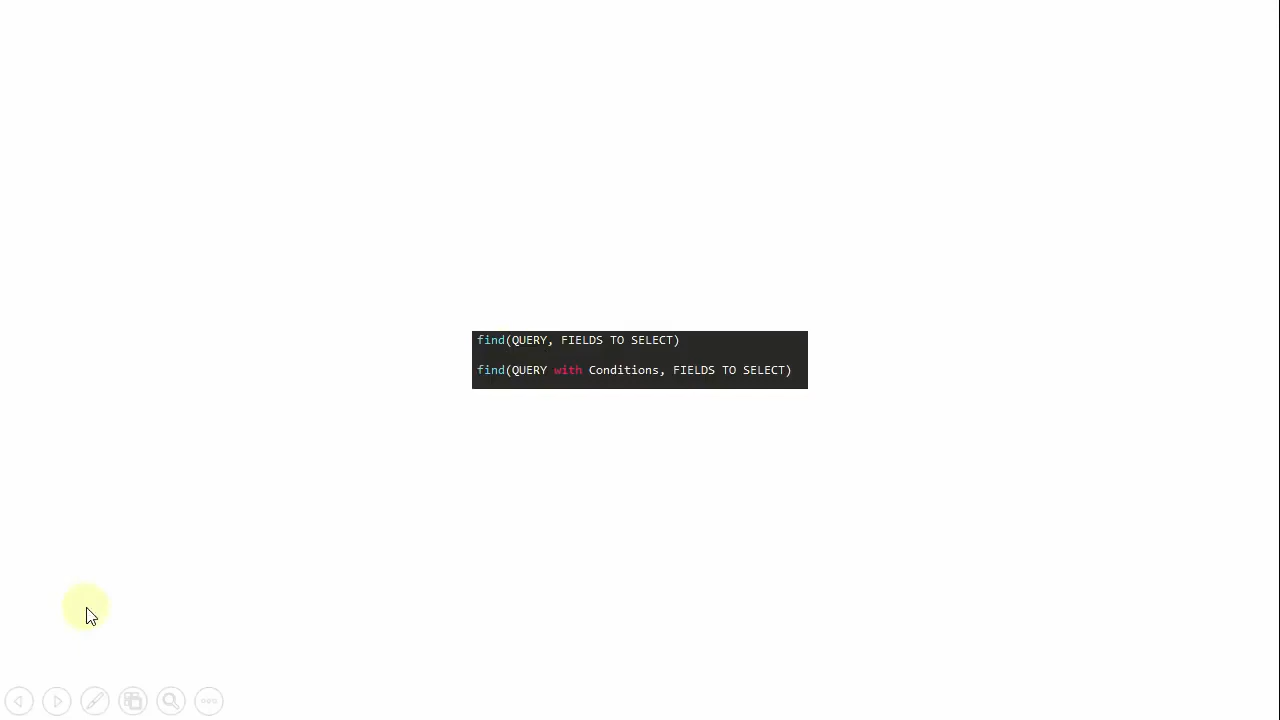 find(QUERY, FIELDS TO SELECT)
find(QUERY with Conditions, FIELDS TO SELECT)